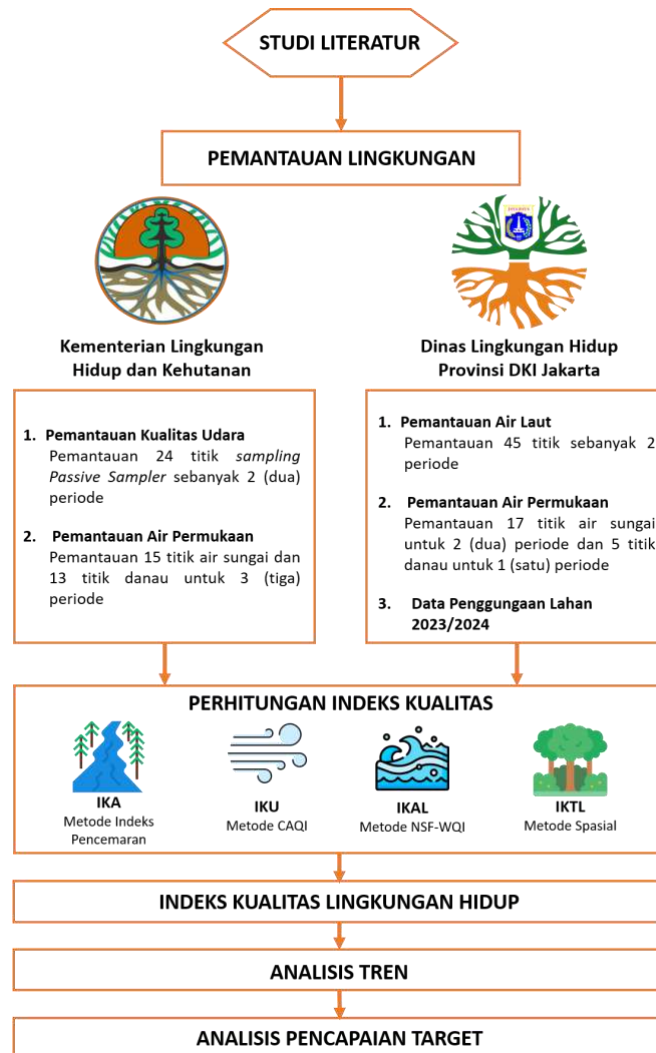 STUDI LITERATUR
PEMANTAUAN LINGKUNGAN
Kementerian Lingkungan
Hidup dan Kehutanan
1. Pemantauan Kualitas Udara
Pemantauan 24 titik sampling
Passive Sampler sebanyak 2 (dua)
periode
2. Pemantauan Air Permukaan
Pemantauan 15 titik air sungai dan
13 titik danau untuk 3 (tiga)
periode
Dinas Lingkungan Hidup
Provinsi DKI Jakarta
1. Pemantauan Air Laut
Pemantauan 45 titik sebanyak 2
periode
2. Pemantauan Air Permukaan
Pemantauan 17 titik air sungai
untuk 2 (dua) periode dan 5 titik
danau untuk 1 (satu) periode
3. Data Penggungaan Lahan
2023/2024
PERHITUNGAN INDEKS KUALITAS
IKA
Metode Indeks
Pencemaran
IKU
Metode CAQI
IKAL
Metode NSF-WQI
IKTL
Metode Spasial
INDEKS KUALITAS LINGKUNGAN HIDUP
ANALISIS TREN
ANALISIS PENCAPAIAN TARGET